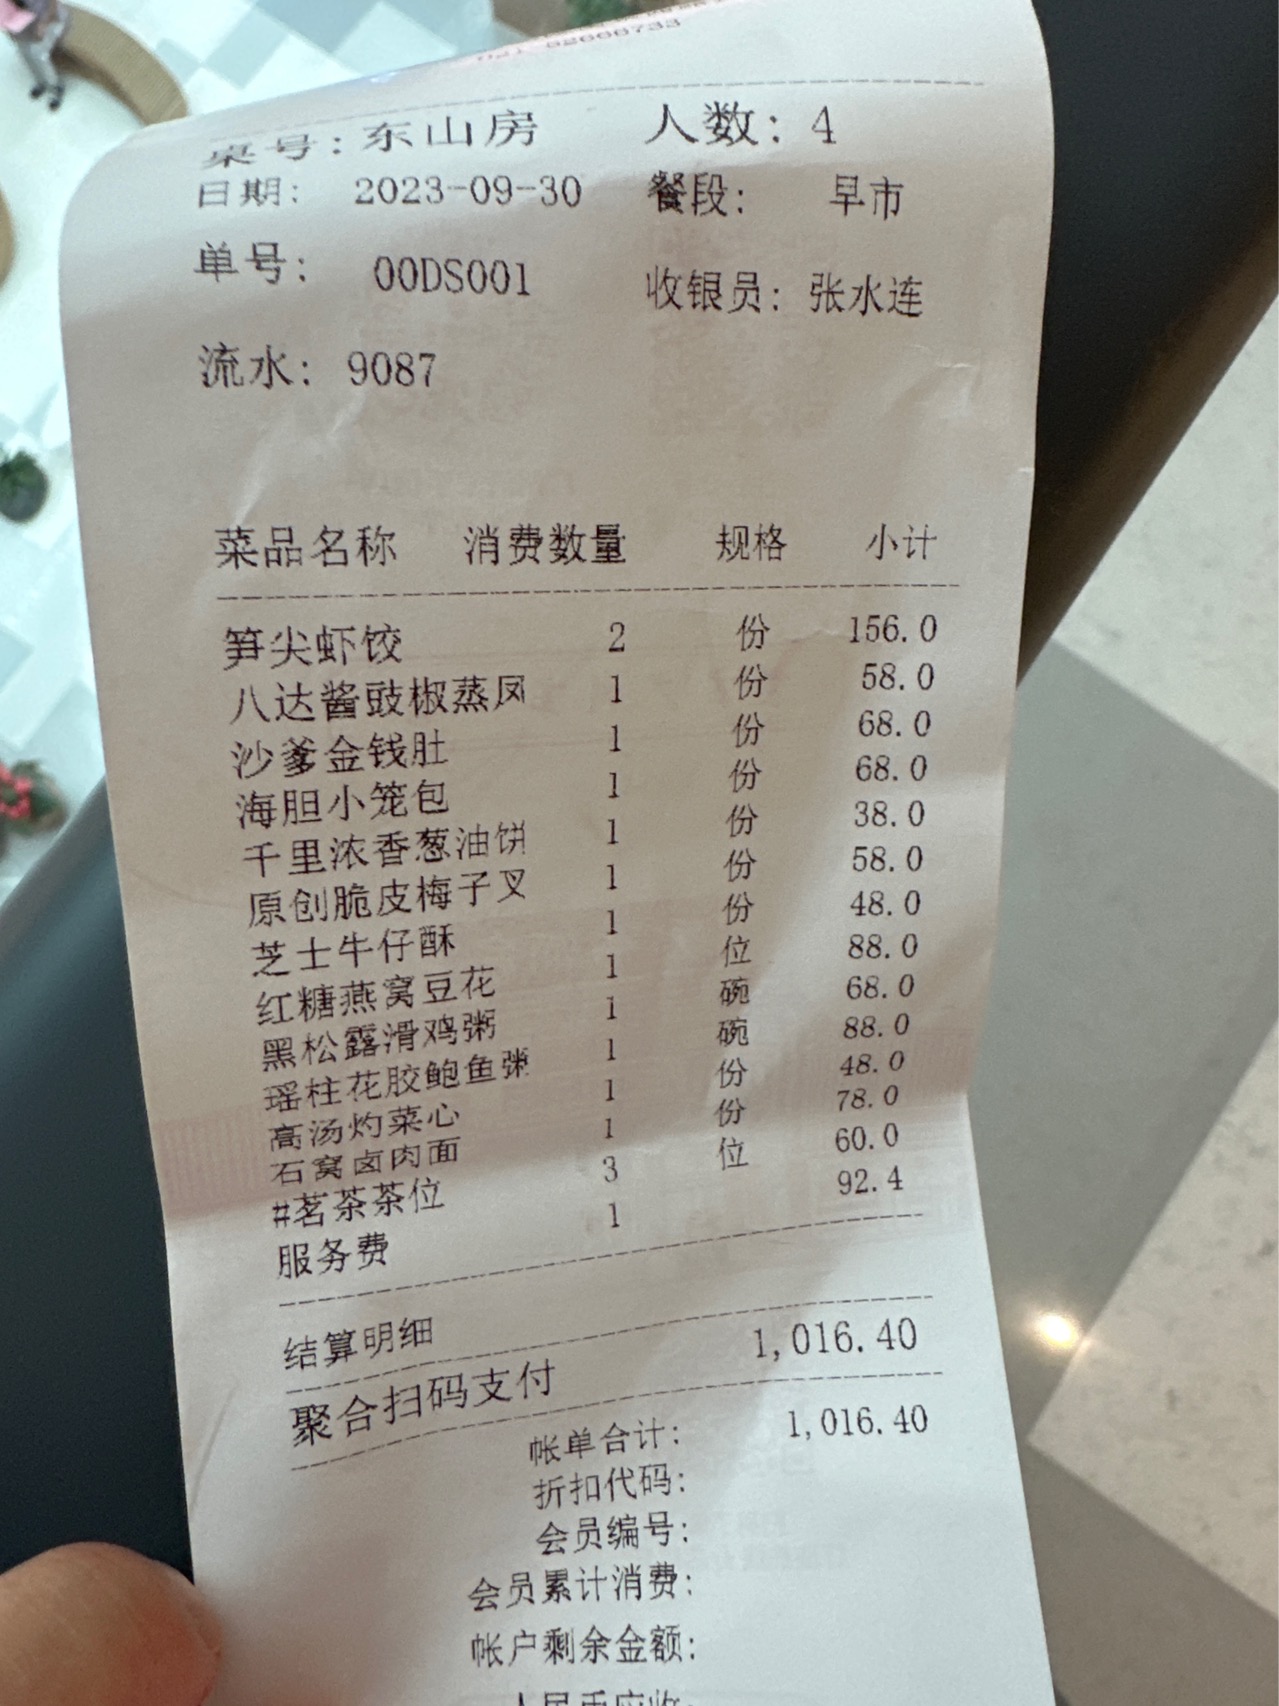 021 62666733
桌号:东山房 人数: 4
日期: 2023-09-30 餐段: 早市
单号: 00DS001 收银员: 张水连
流水: 9087
菜品名称 消费数量 规格 小计
笋尖虾饺 2 份 156.0
八达酱豉椒蒸凤 1 份 58.0
沙爹金钱肚 1 份 68.0
海胆小笼包 1 份 68.0
千里浓香葱油饼 1 份 38.0
原创脆皮梅子叉 1 份 58.0
芝士牛仔酥 1 份 48.0
红糖燕窝豆花 1 位 88.0
黑松露滑鸡粥 1 碗 68.0
瑶柱花胶鲍鱼粥 1 碗 88.0
高汤灼菜心 1 份 48.0
石窝卤肉面 1 份 78.0
#茗茶茶位 3 位 60.0
服务费 1 92.4
结算明细
聚合扫码支付 1,016.40
帐单合计: 1,016.40
折扣代码:
会员编号:
会员累计消费:
帐户剩余金额:
人民币应收: